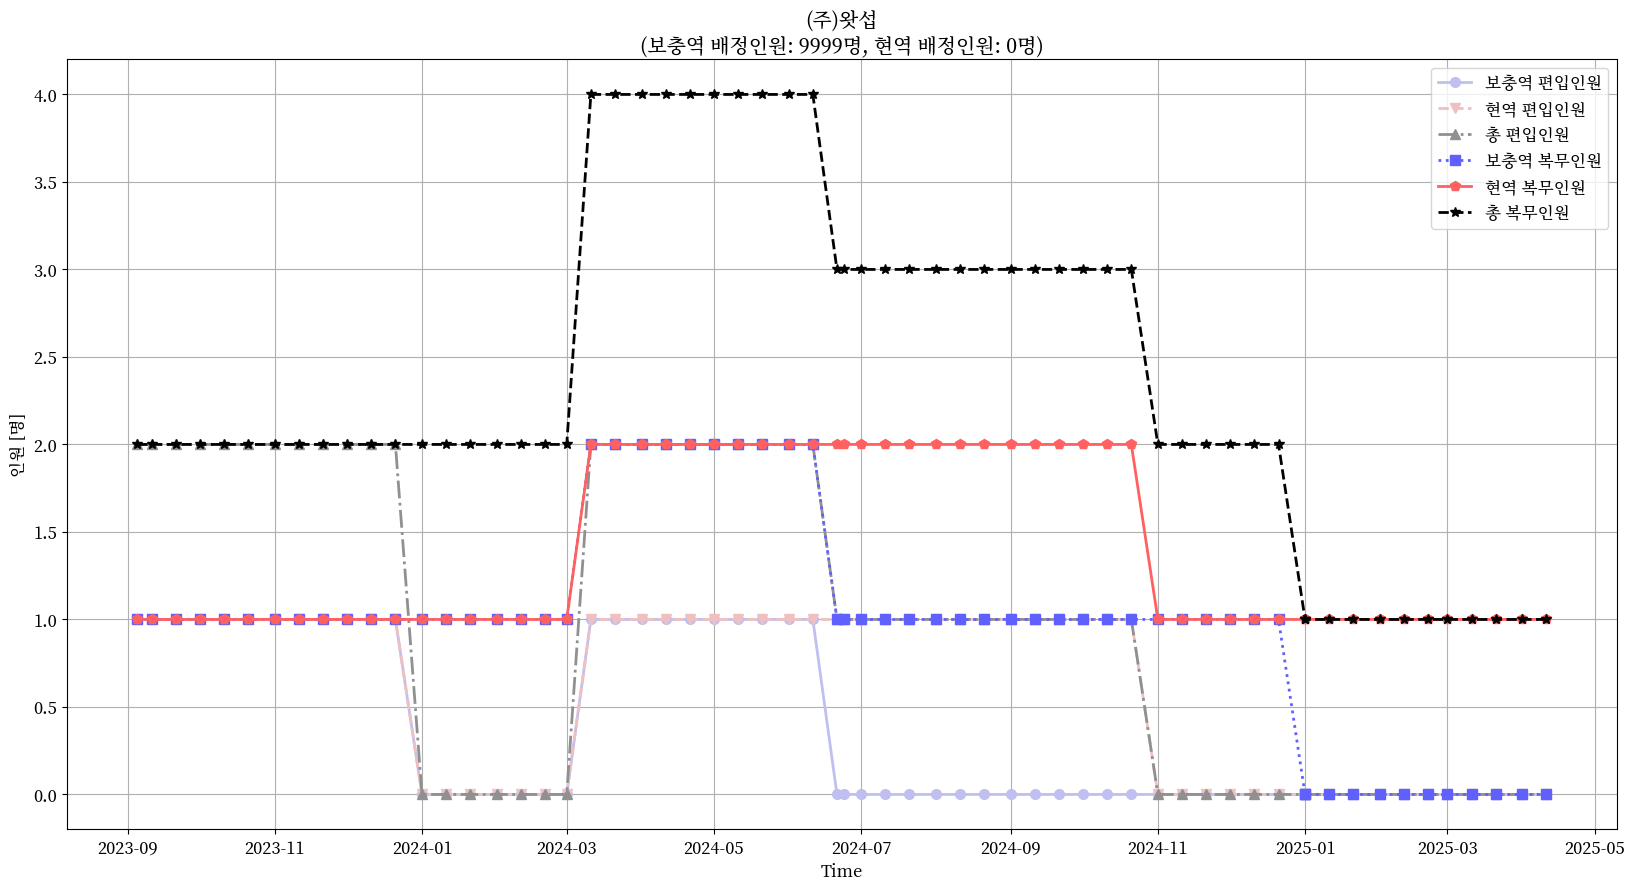 (주)왓섭
(보충역 배정인원: 9999명, 현역 배정인원: 0명)
보충역 편입인원
현역 편입인원
총 편입인원
보충역 복무인원
현역 복무인원
총 복무인원
인원 [명]
4.0
3.5
3.0
2.5
2.0
1.5
1.0
0.5
0.0
2023-09
2023-11
2024-01
2024-03
2024-05
2024-07
2024-09
2024-11
2025-01
2025-03
2025-05
Time